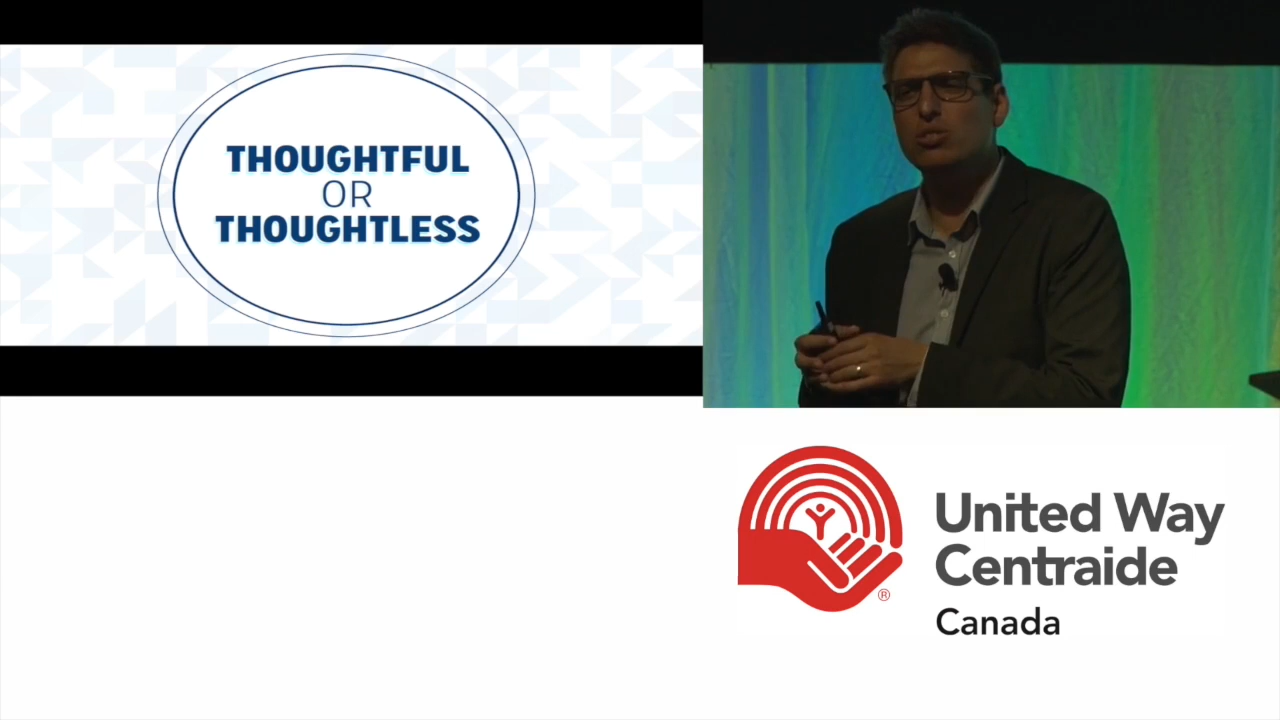 THOUGHTFUL
OR
THOUGHTLESS
United Way
Centraide
Canada
®